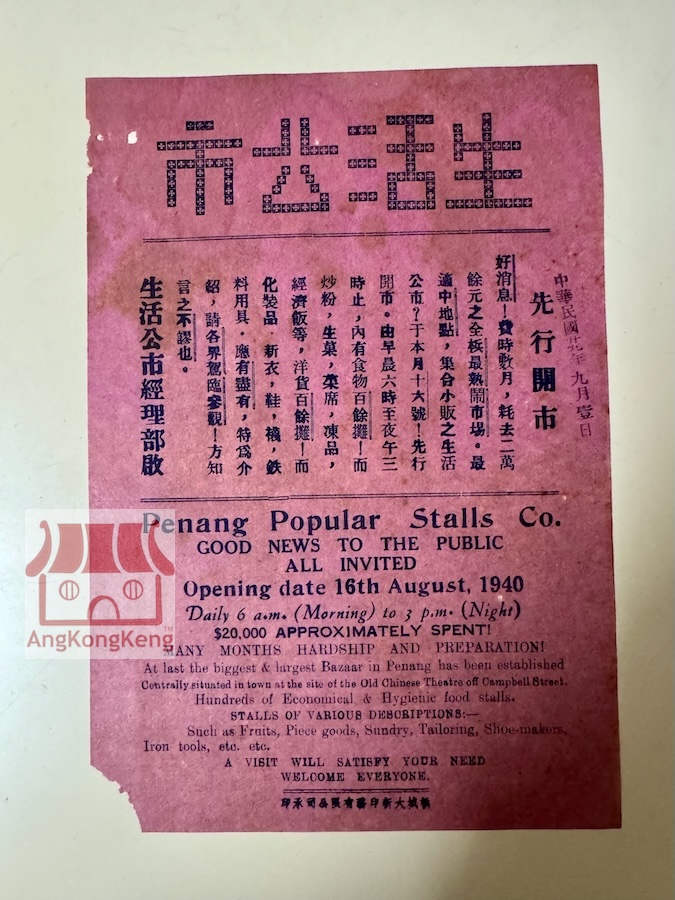 生活公市
中華民國廿九年九月壹日
先行開市
好消息！費時數月，耗去二萬
餘元之全梹最熱鬧市場。最
適中地點，集合小販之生活
公市？于本月十六號！先行
開市。由早晨六時至夜午三
時止，內有食物百餘攤！而
炒粉，生菓，菜席，凍品，
經濟飯等，洋貨百餘攤！而
化裝品，新衣，鞋，襪，鉄
料用具，應有盡有，特爲介
紹，請各界駕臨參觀！方知
言之不謬也。
生活公市經理部啟
Penang Popular Stalls Co.
GOOD NEWS TO THE PUBLIC
ALL INVITED
Opening date 16th August, 1940
Daily 6 a.m. (Morning) to 3 p.m. (Night)
$20,000 APPROXIMATELY SPENT!
MANY MONTHS HARDSHIP AND PREPARATION!
At last the biggest & largest Bazaar in Penang has been established
Centrally situated in town at the site of the Old Chinese Theatre off Campbell Street.
Hundreds of Economical & Hygienic food stalls.
STALLS OF VARIOUS DESCRIPTIONS:—
Such as Fruits, Piece goods, Sundry, Tailoring, Shoe-makers,
Iron tools, etc. etc.
A VISIT WILL SATISFY YOUR NEED
WELCOME EVERYONE.
檳城大新印務有限公司承印
AngKongKeng™